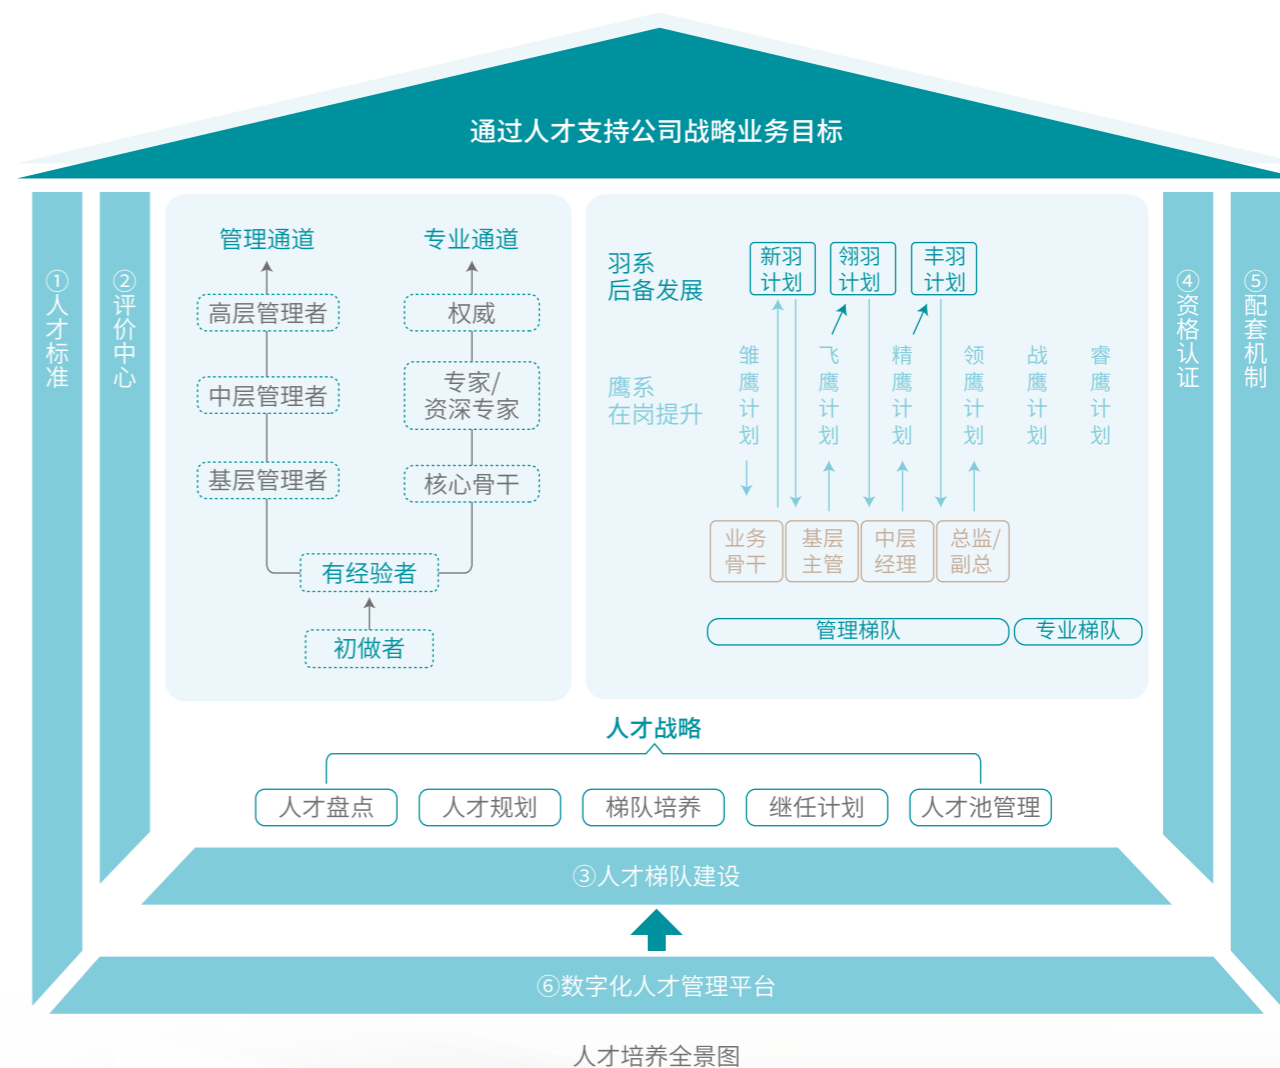 通过人才支持公司战略业务目标
①人才标准
②评价中心
管理通道
高层管理者
中层管理者
基层管理者
专业通道
权威
专家/
资深专家
核心骨干
有经验者
初做者
羽系
后备发展
新羽
计划
翎羽
计划
丰羽
计划
鹰系
在岗提升
雏鹰计划
飞鹰计划
精鹰计划
领鹰计划
战鹰计划
睿鹰计划
业务
骨干
基层
主管
中层
经理
总监/
副总
管理梯队
专业梯队
④资格认证
⑤配套机制
人才战略
人才盘点
人才规划
梯队培养
继任计划
人才池管理
③人才梯队建设
⑥数字化人才管理平台
人才培养全景图